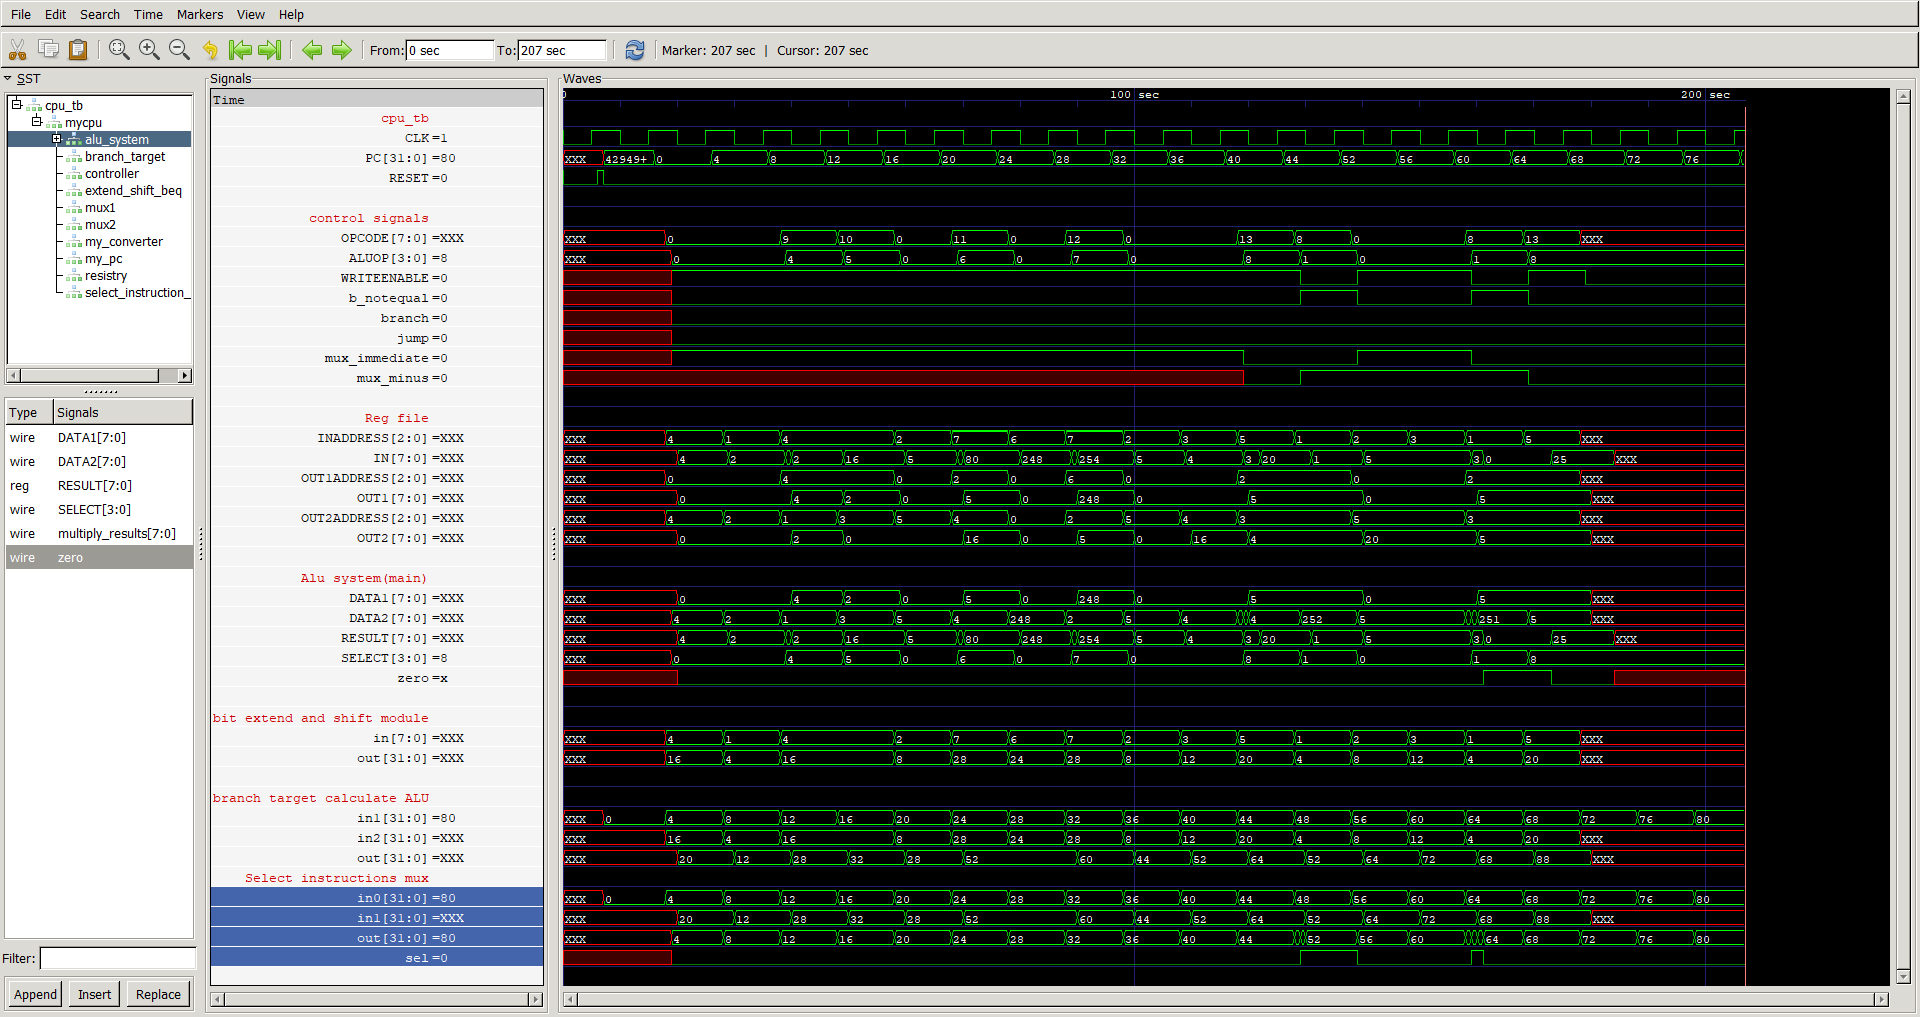 File Edit Search Time Markers View Help
From: 0 sec To: 207 sec Marker: 207 sec | Cursor: 207 sec
SST
cpu_tb
mycpu
alu_system
branch_target
controller
extend_shift_beq
mux1
mux2
my_converter
my_pc
resistry
select_instruction_
Type Signals
wire DATA1[7:0]
wire DATA2[7:0]
reg RESULT[7:0]
wire SELECT[3:0]
wire multiply_results[7:0]
wire zero
Filter:
Append Insert Replace
Signals
Time
cpu_tb
CLK=1
PC[31:0]=80
RESET=0
control signals
OPCODE[7:0]=XXX
ALUOP[3:0]=8
WRITEENABLE=0
b_notequal=0
branch=0
jump=0
mux_immediate=0
mux_minus=0
Reg file
INADDRESS[2:0]=XXX
IN[7:0]=XXX
OUT1ADDRESS[2:0]=XXX
OUT1[7:0]=XXX
OUT2ADDRESS[2:0]=XXX
OUT2[7:0]=XXX
Alu system(main)
DATA1[7:0]=XXX
DATA2[7:0]=XXX
RESULT[7:0]=XXX
SELECT[3:0]=8
zero=x
bit extend and shift module
in[7:0]=XXX
out[31:0]=XXX
branch target calculate ALU
in1[31:0]=80
in2[31:0]=XXX
out[31:0]=XXX
Select instructions mux
in0[31:0]=80
in1[31:0]=XXX
out[31:0]=80
sel=0
Waves
0 100 sec 200 sec
XXX 42949+ 0 4 8 12 16 20 24 28 32 36 40 44 52 56 60 64 68 72 76
XXX 0 9 10 0 11 0 12 0 13 8 0 8 13 XXX
XXX 0 4 5 0 6 0 7 0 8 1 0 1 8
XXX 4 1 4 2 7 6 7 2 3 5 1 2 3 1 5 XXX
XXX 4 2 2 16 5 80 248 254 5 4 3 20 1 5 3 0 25 XXX
XXX 0 4 0 2 0 6 0 2 0 2 XXX
XXX 0 4 2 0 5 0 248 0 5 0 5 XXX
XXX 4 2 1 3 5 4 0 2 5 4 3 5 3 XXX
XXX 0 2 0 16 0 5 0 16 4 20 5 XXX
XXX 0 4 2 0 5 0 248 0 5 0 5 XXX
XXX 4 2 1 3 5 4 248 2 5 4 4 252 5 251 5 XXX
XXX 4 2 2 16 5 80 248 254 5 4 3 20 1 5 3 0 25 XXX
XXX 0 4 5 0 6 0 7 0 8 1 0 1 8
XXX 4 1 4 2 7 6 7 2 3 5 1 2 3 1 5 XXX
XXX 16 4 16 8 28 24 28 8 12 20 4 8 12 4 20 XXX
XXX 0 4 8 12 16 20 24 28 32 36 40 44 48 56 60 64 68 72 76 80
XXX 16 4 16 8 28 24 28 8 12 20 4 8 12 4 20 XXX
XXX 20 12 28 32 28 52 60 44 52 64 52 64 72 68 88 XXX
XXX 0 4 8 12 16 20 24 28 32 36 40 44 48 56 60 64 68 72 76 80
XXX 20 12 28 32 28 52 60 44 52 64 52 64 72 68 88 XXX
XXX 4 8 12 16 20 24 28 32 36 40 44 52 56 60 64 68 72 76 80